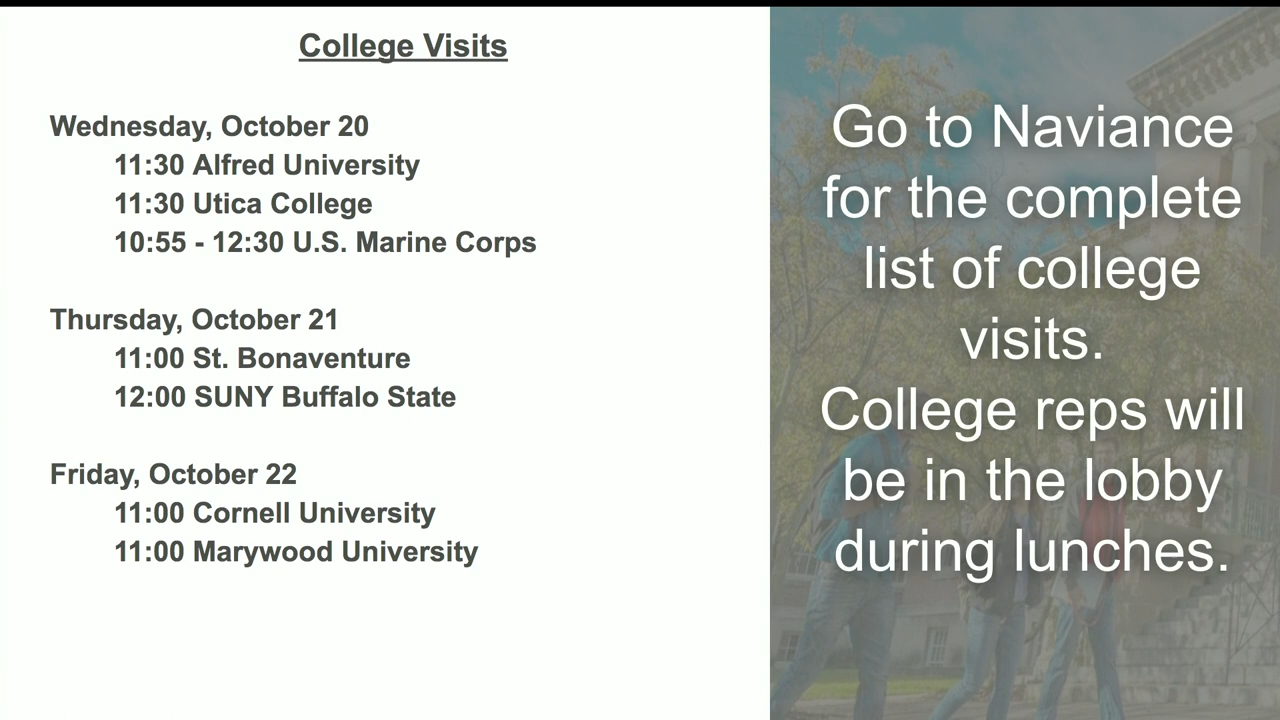 College Visits
Wednesday, October 20
11:30 Alfred University
11:30 Utica College
10:55 - 12:30 U.S. Marine Corps
Thursday, October 21
11:00 St. Bonaventure
12:00 SUNY Buffalo State
Friday, October 22
11:00 Cornell University
11:00 Marywood University
Go to Naviance
for the complete
list of college
visits.
College reps will
be in the lobby
during lunches.